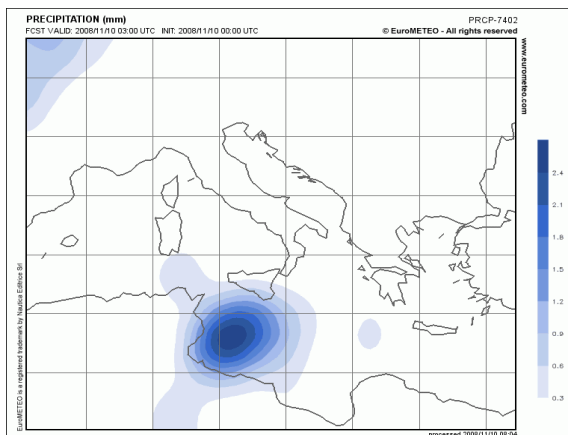 PRECIPITATION (mm)
PRCP-7402
FCST VALID: 2008/11/10 03:00 UTC INIT: 2008/11/10 00:00 UTC
© EuroMETEO - All rights reserved
www.eurometeo.com
2.4
2.1
1.8
1.5
1.2
0.9
0.6
0.3
EuroMETEO is a registered trademark by Nautica Editrice Srl
processed 2008/11/10 08:04